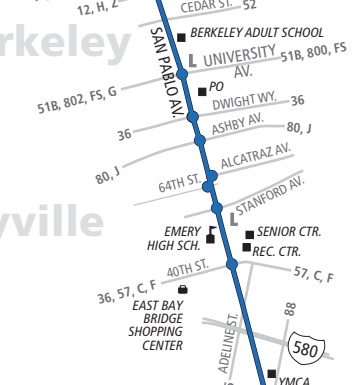 12, H, Z
CEDAR ST. 52
rkeley
BERKELEY ADULT SCHOOL
SAN PABLO AV.
L
UNIVERSITY
AV.
51B, 800, FS
51B, 802, FS, G
PO
DWIGHT WY. 36
36
ASHBY AV. 80, J
80, J
ALCATRAZ AV.
64TH ST.
STANFORD AV.
yville
L
EMERY
HIGH SCH.
SENIOR CTR.
REC. CTR.
40TH ST.
36, 57, C, F
57, C, F
EAST BAY
BRIDGE
SHOPPING
CENTER
ADELINE ST.
88
580
YMCA